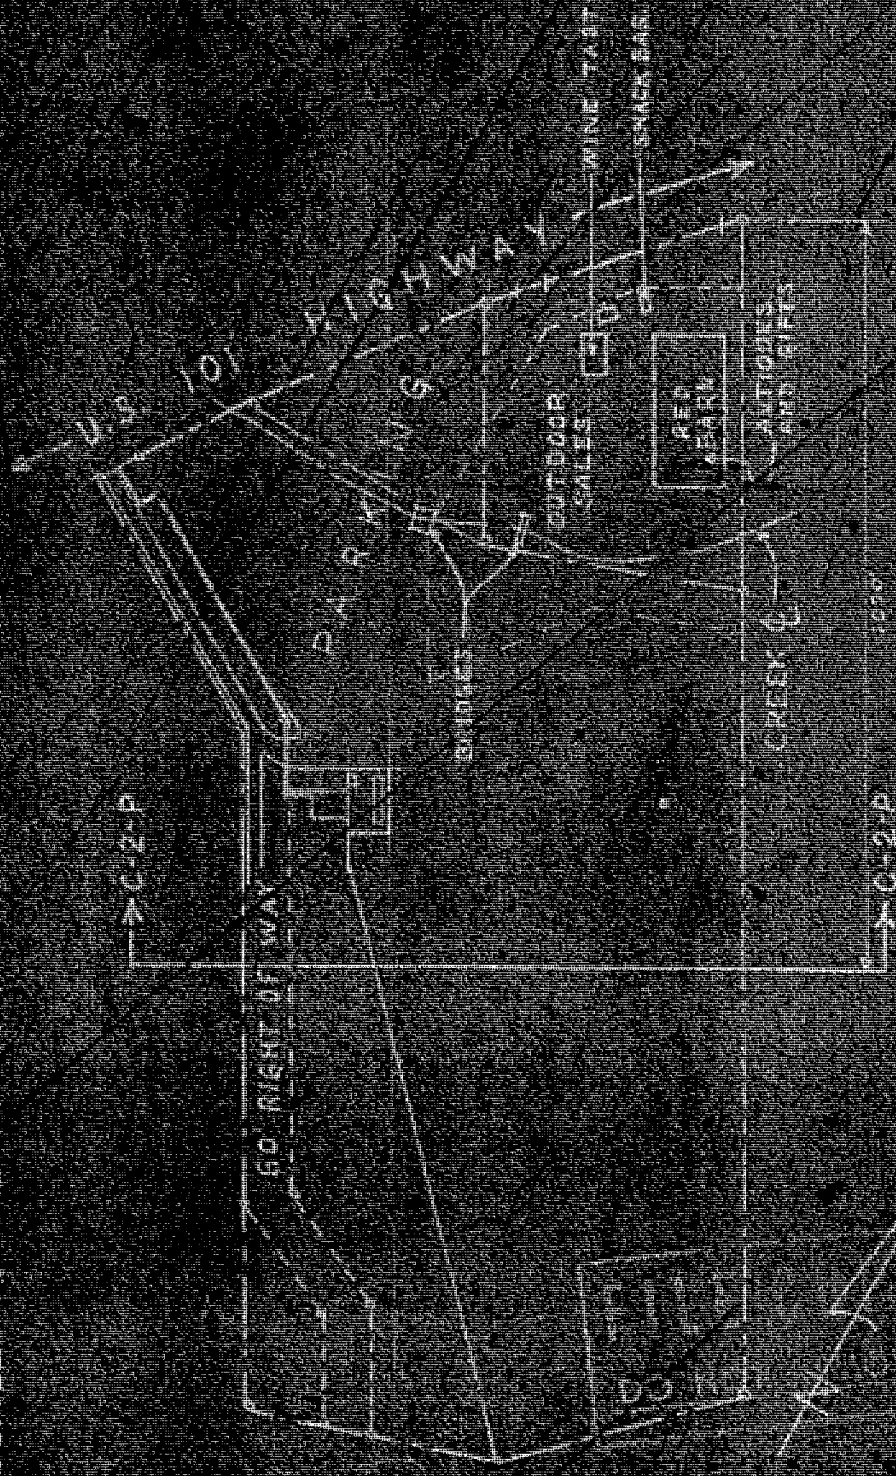 U.S. 101 HIGHWAY
WINE TAST
SNACK BAR
PARKING
OUTDOOR
SALES
RED
BARN
ANTIQUES
AND GIFTS
BRIDGES
CREEK ℄
C-2-P
C-2-P
60' RIGHT OF WAY